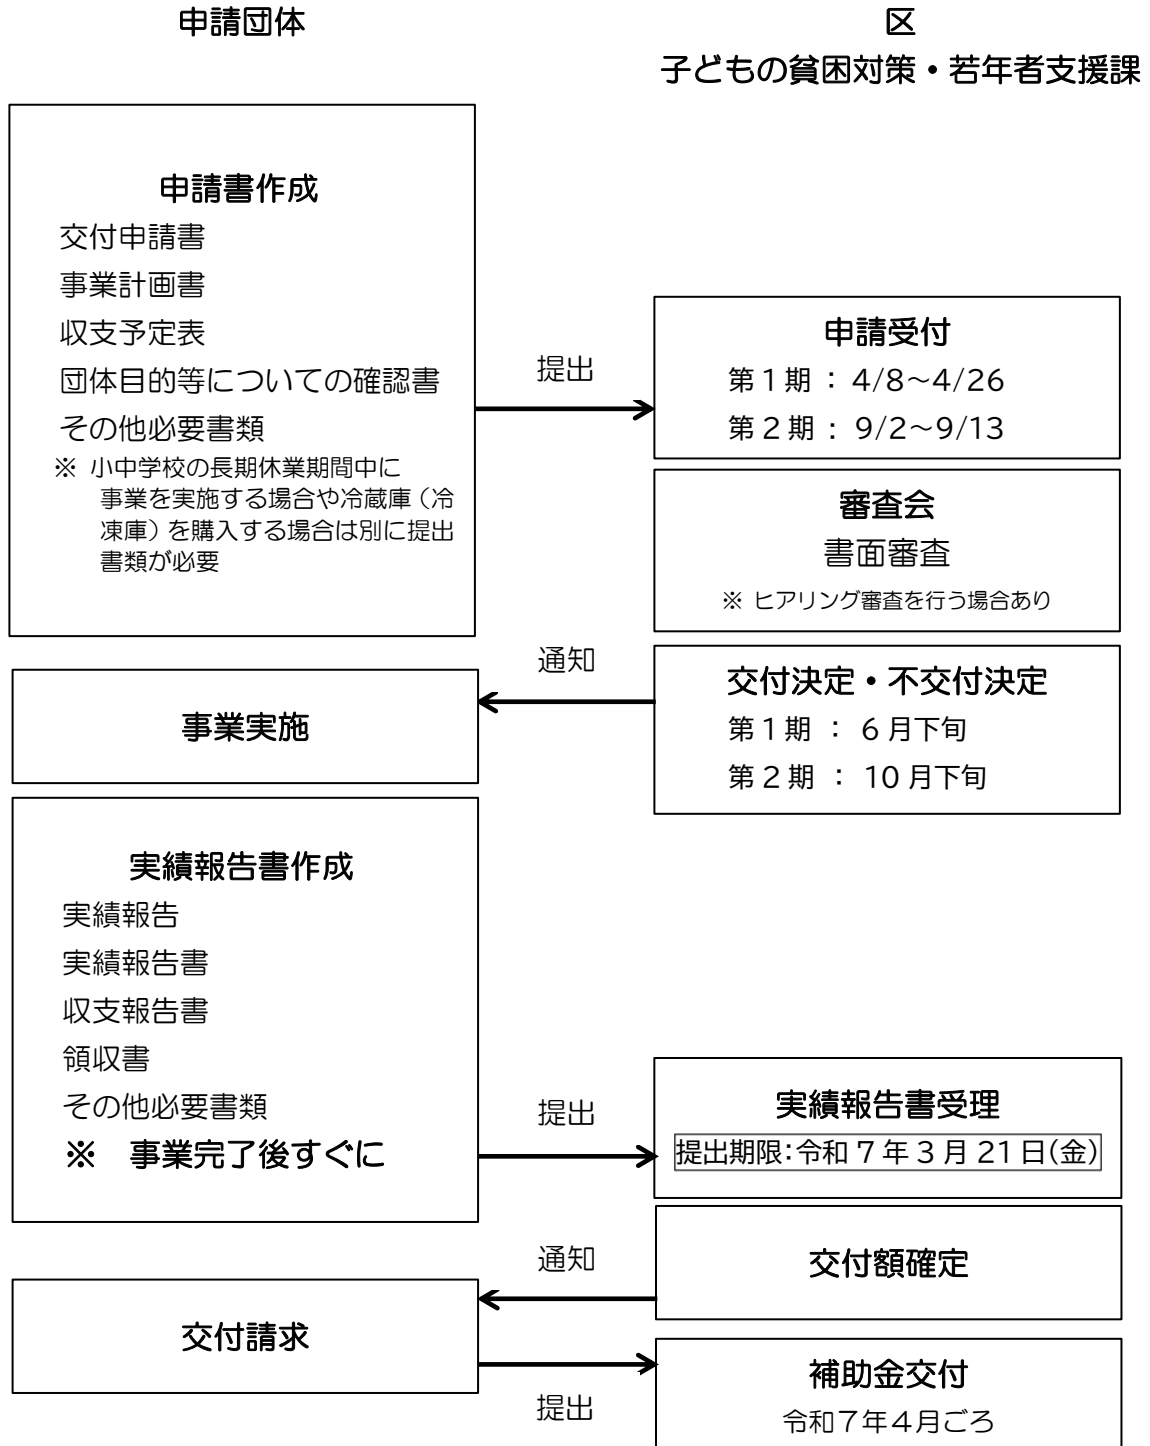 申請団体
区
子どもの貧困対策・若年者支援課
申請書作成
交付申請書
事業計画書
収支予定表
団体目的等についての確認書
その他必要書類
※ 小中学校の長期休業期間中に
事業を実施する場合や冷蔵庫（冷
凍庫）を購入する場合は別に提出
書類が必要
提出
申請受付
第１期 ： 4/8～4/26
第２期 ： 9/2～9/13
審査会
書面審査
※ ヒアリング審査を行う場合あり
通知
交付決定・不交付決定
第１期 ： 6 月下旬
第２期 ： 10 月下旬
事業実施
実績報告書作成
実績報告
実績報告書
収支報告書
領収書
その他必要書類
※ 事業完了後すぐに
提出
実績報告書受理
提出期限：令和 7 年 3 月 21 日（金）
交付額確定
通知
交付請求
提出
補助金交付
令和７年４月ごろ